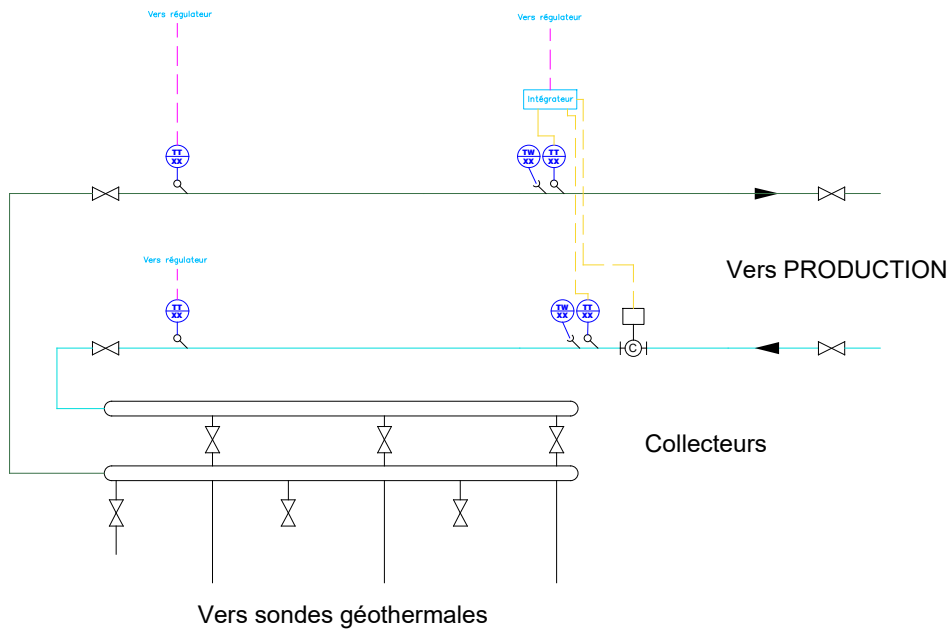 Vers régulateur
Vers régulateur
Intégrateur
TT
XX
TW
XX
TT
XX
Vers PRODUCTION
Vers régulateur
TT
XX
TW
XX
TT
XX
C
Collecteurs
Vers sondes géothermales